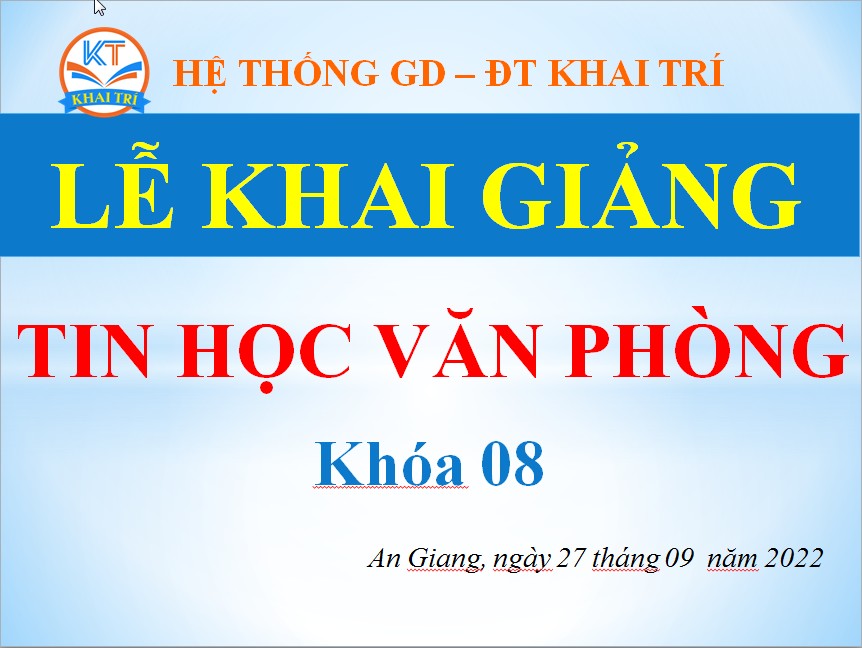 KT
KHAI TRÍ
HỆ THỐNG GD – ĐT KHAI TRÍ
LỄ KHAI GIẢNG
TIN HỌC VĂN PHÒNG
Khóa 08
An Giang, ngày 27 tháng 09 năm 2022